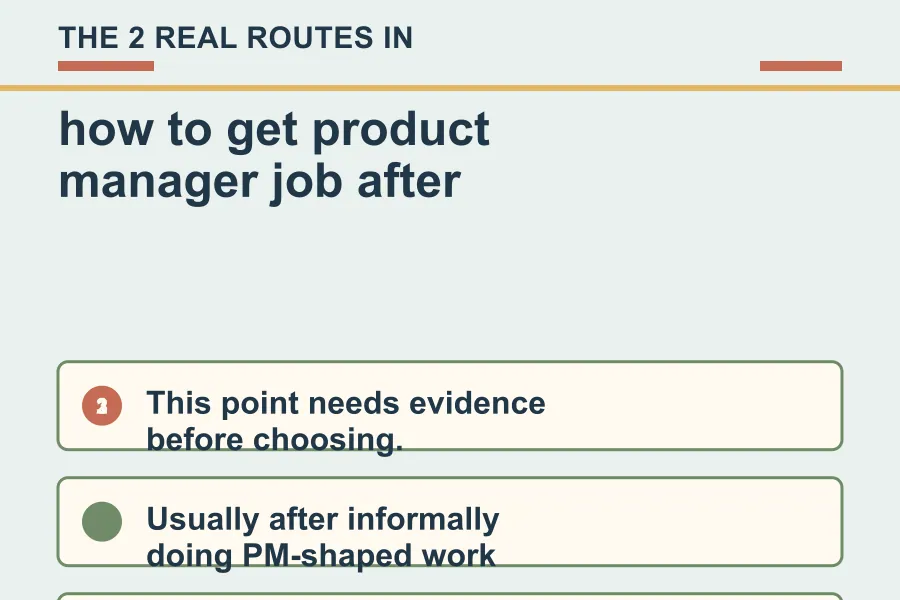 THE 2 REAL ROUTES IN
how to get product
manager job after
This point needs evidence
before choosing.
Usually after informally
doing PM-shaped work